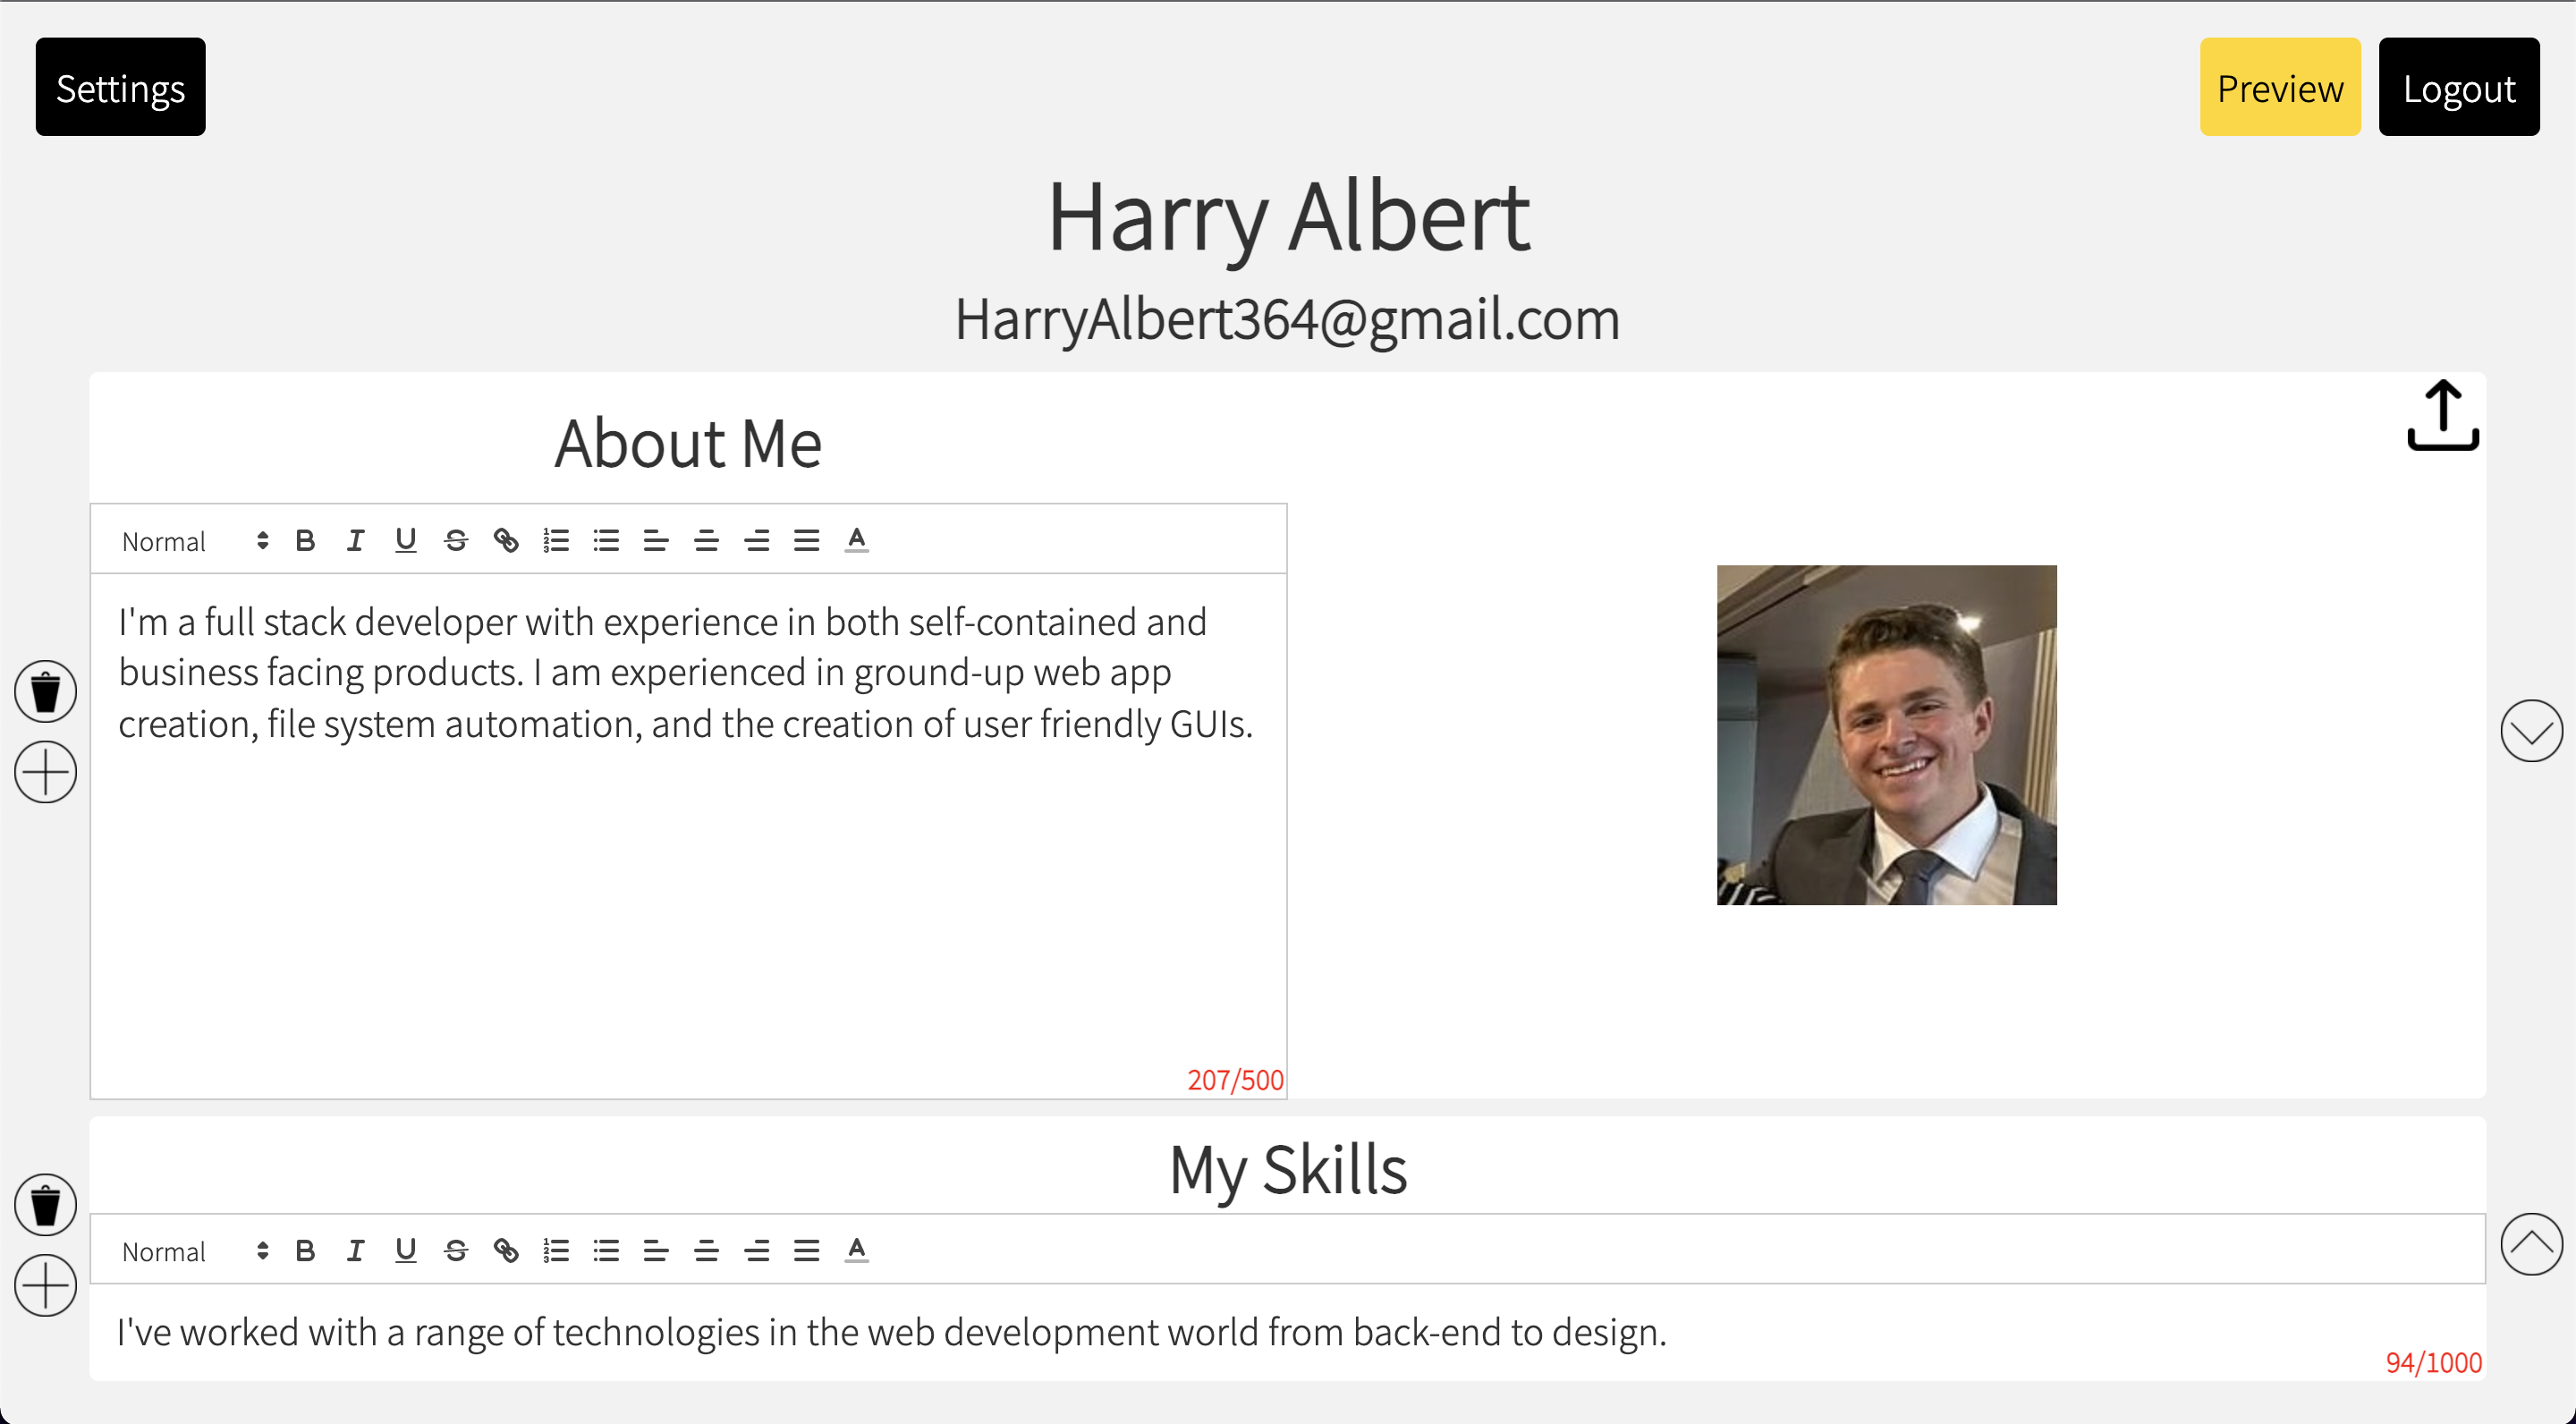 Settings
Preview
Logout
Harry Albert
HarryAlbert364@gmail.com
About Me
Normal
I'm a full stack developer with experience in both self-contained and
business facing products. I am experienced in ground-up web app
creation, file system automation, and the creation of user friendly GUIs.
207/500
My Skills
Normal
I've worked with a range of technologies in the web development world from back-end to design.
94/1000